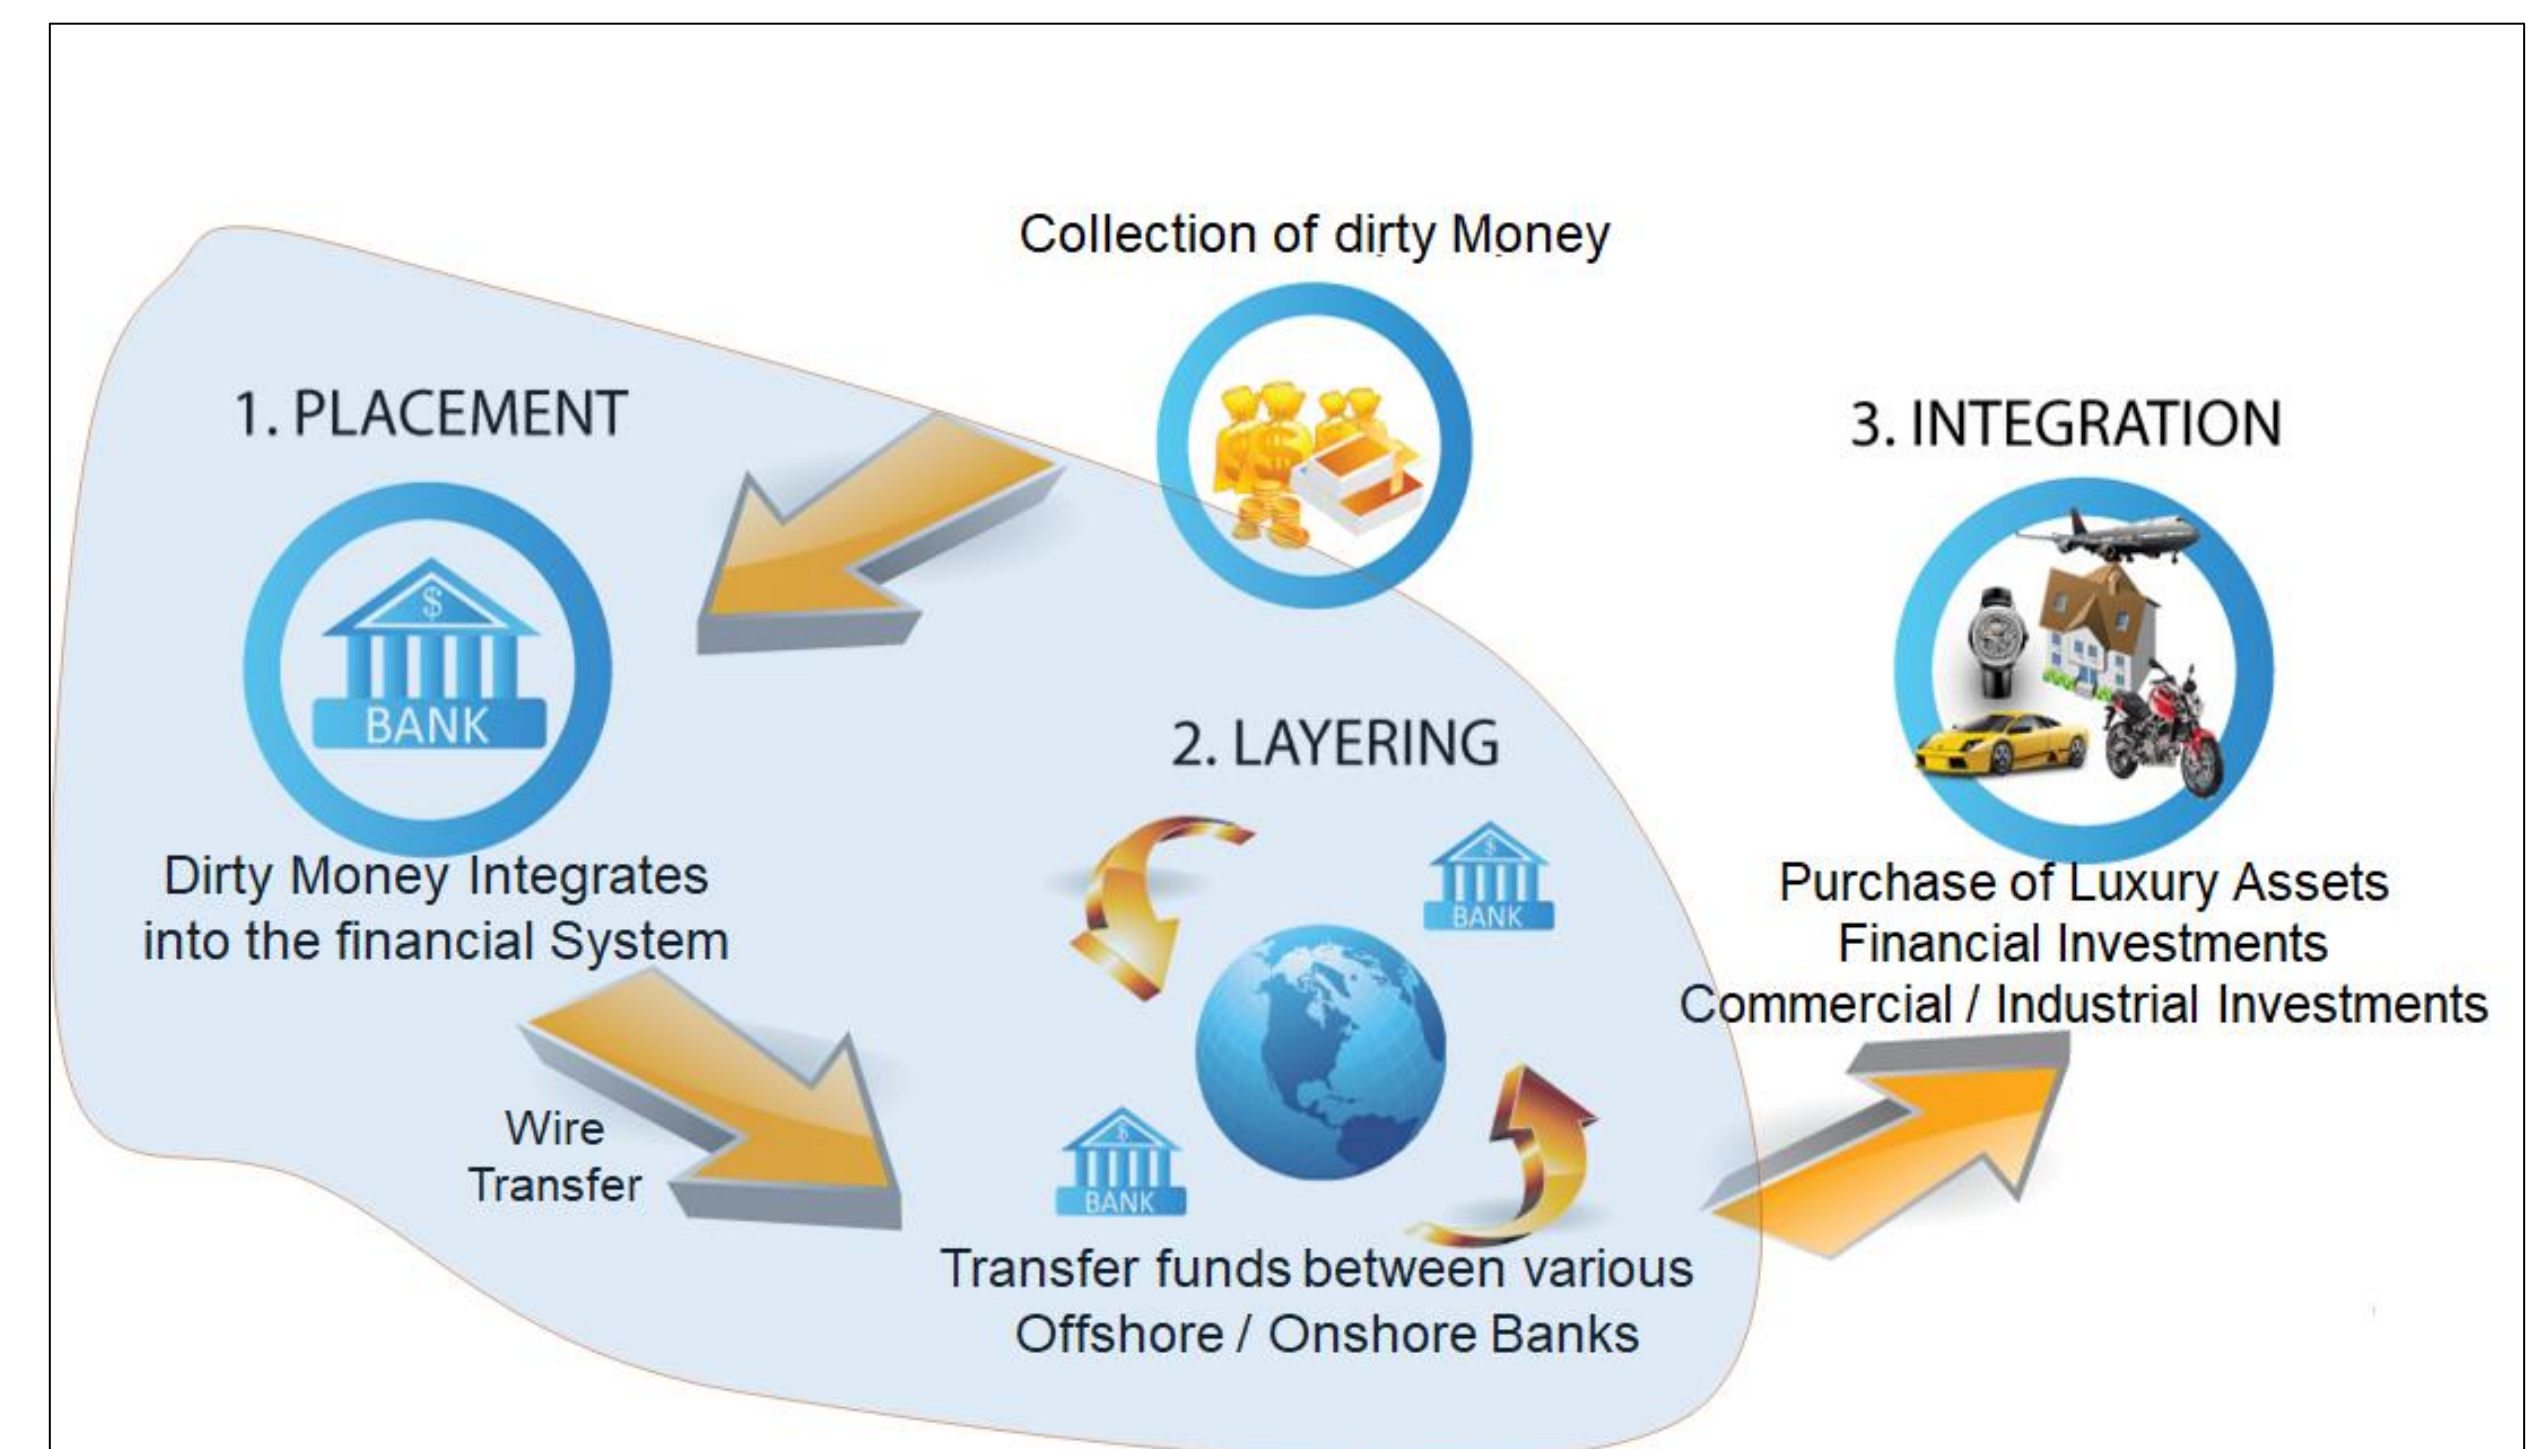 Collection of dirty Money
1. PLACEMENT
$
BANK
Dirty Money Integrates
into the financial System
Wire
Transfer
2. LAYERING
$
BANK
$
BANK
Transfer funds between various
Offshore / Onshore Banks
3. INTEGRATION
Purchase of Luxury Assets
Financial Investments
Commercial / Industrial Investments